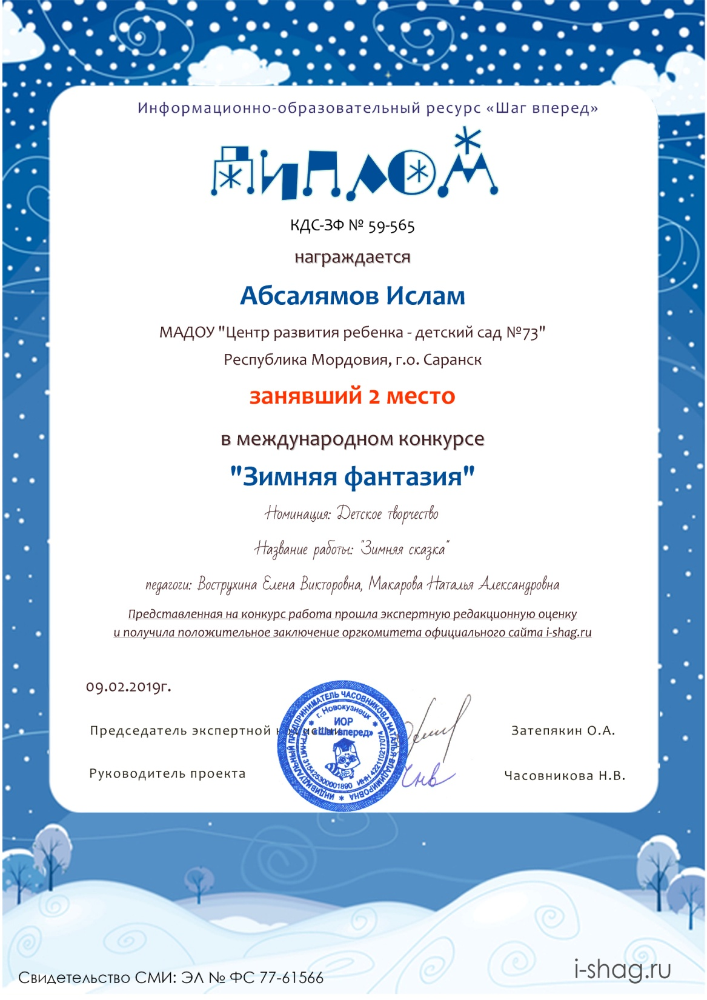 Информационно-образовательный ресурс «Шаг вперед»
ДИПЛОМ
КДС-ЗФ № 59-565
награждается
Абсалямов Ислам
МАДОУ "Центр развития ребенка - детский сад №73"
Республика Мордовия, г.о. Саранск
занявший 2 место
в международном конкурсе
"Зимняя фантазия"
Номинация: Детское творчество
Название работы: "Зимняя сказка"
педагоги: Вострухина Елена Викторовна, Макарова Наталья Александровна
Представленная на конкурс работа прошла экспертную редакционную оценку
и получила положительное заключение оргкомитета официального сайта i-shag.ru
09.02.2019г.
Председатель экспертной комиссии
Затепякин О.А.
Руководитель проекта
Часовникова Н.В.
ИНДИВИДУАЛЬНЫЙ ПРЕДПРИНИМАТЕЛЬ ЧАСОВНИКОВА НАТАЛЬЯ ВЛАДИМИРОВНА
г. Новокузнецк
ОГРНИП 315425300001890 ИНН 422110217074
ИОР
«Шаг вперед»
Свидетельство СМИ: ЭЛ № ФС 77-61566
i-shag.ru